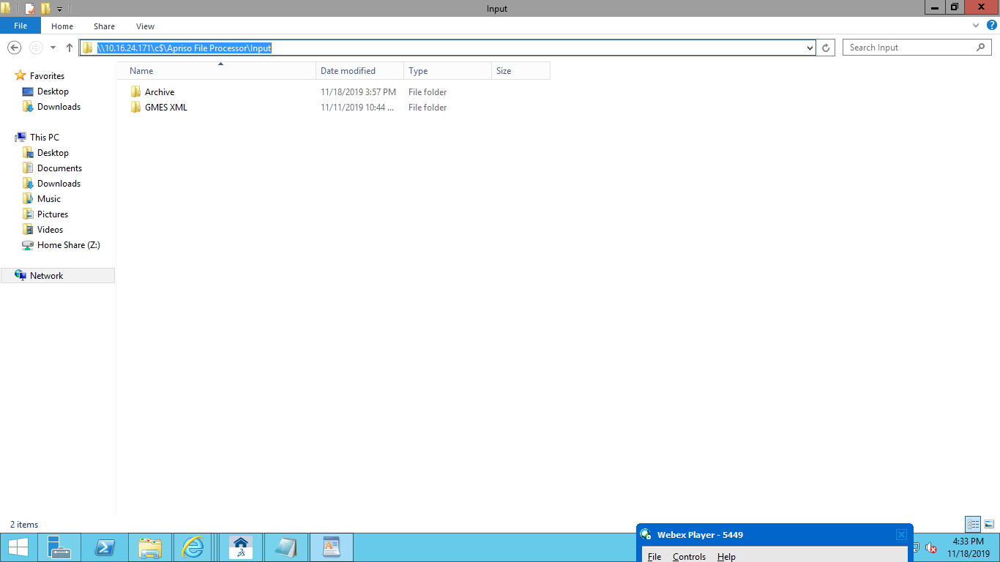 Input
File Home Share View
\\10.16.24.171\c$\Apriso File Processor\Input
Search Input
Name Date modified Type Size
Favorites
Desktop
Downloads
This PC
Desktop
Documents
Downloads
Music
Pictures
Videos
Home Share (Z:)
Network
Archive 11/18/2019 3:57 PM File folder
GMES XML 11/11/2019 10:44 ... File folder
2 items
Webex Player - 5449
File Controls Help
4:33 PM
11/18/2019